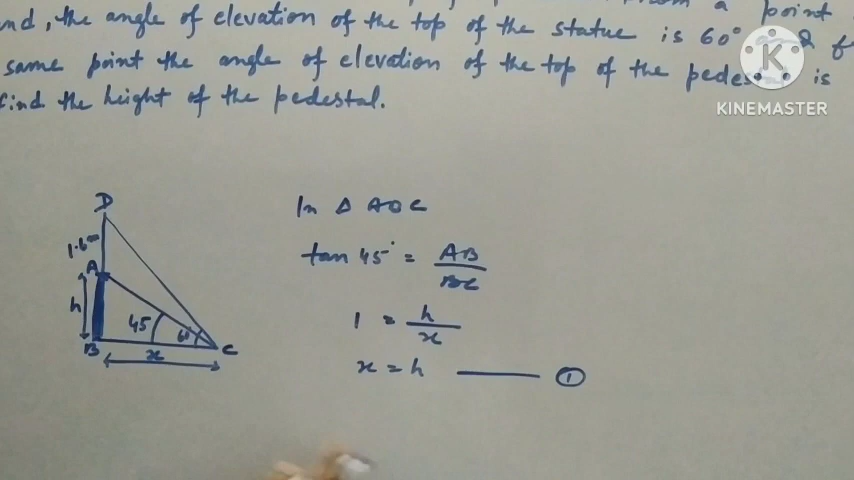 from a point
nd, the angle of elevation of the top of the statue is 60°
same point the angle of elevation of the top of the is
find the height of the pedestal.
KINEMASTER
D
1.6m
A
h
45 60
B x C
In Δ ABC
tan 45° = AB/BC
1 = h/x
x = h ——— ①